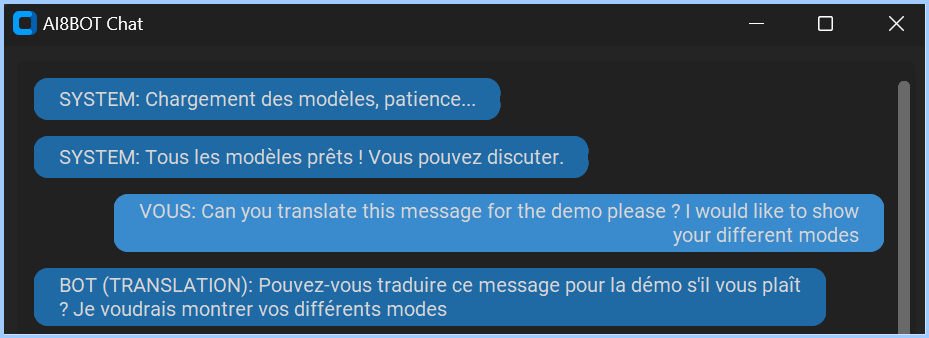 AI8BOT Chat
SYSTEM: Chargement des modèles, patience...
SYSTEM: Tous les modèles prêts ! Vous pouvez discuter.
VOUS: Can you translate this message for the demo please ? I would like to show
your different modes
BOT (TRANSLATION): Pouvez-vous traduire ce message pour la démo s'il vous plaît
? Je voudrais montrer vos différents modes